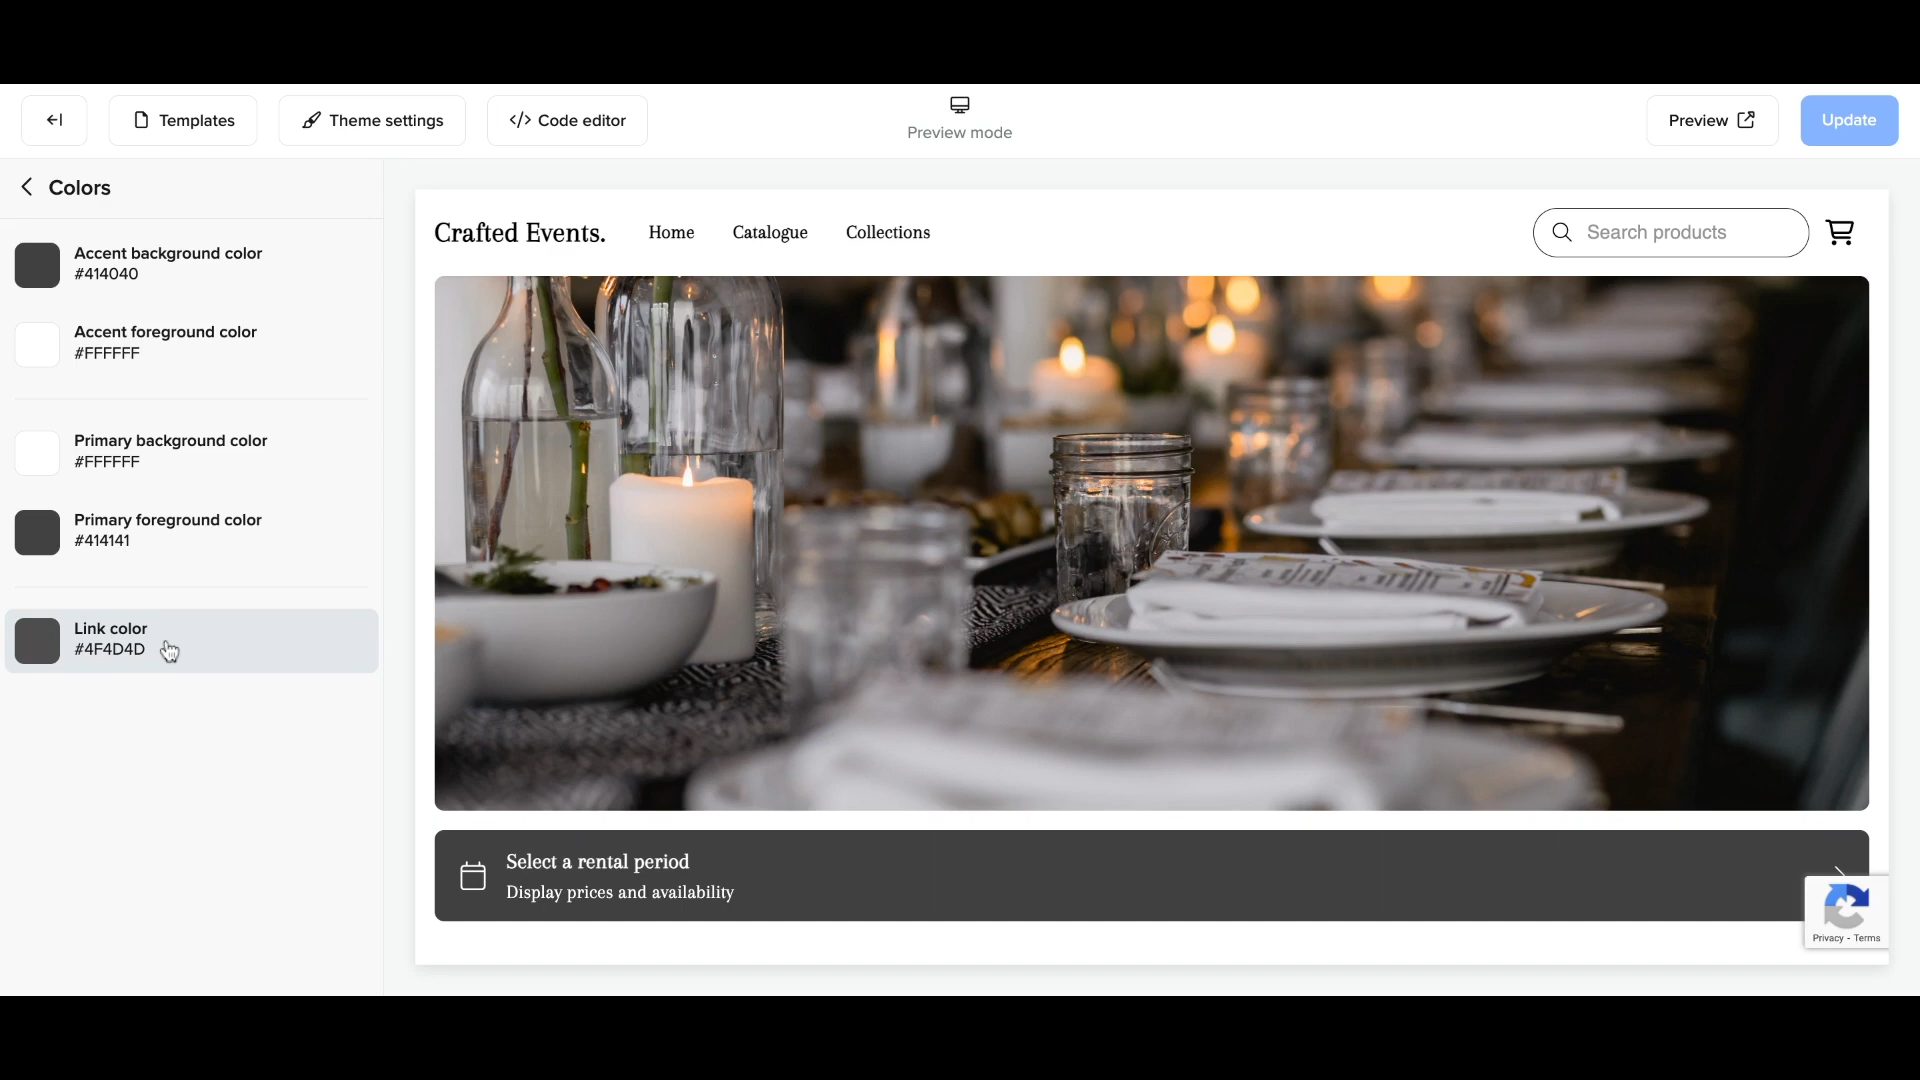 Templates
Theme settings
</> Code editor
Preview mode
Preview
Update
Colors
Accent background color
#414040
Accent foreground color
#FFFFFF
Primary background color
#FFFFFF
Primary foreground color
#414141
Link color
#4F4D4D
Crafted Events.
Home
Catalogue
Collections
Search products
Select a rental period
Display prices and availability
Privacy - Terms